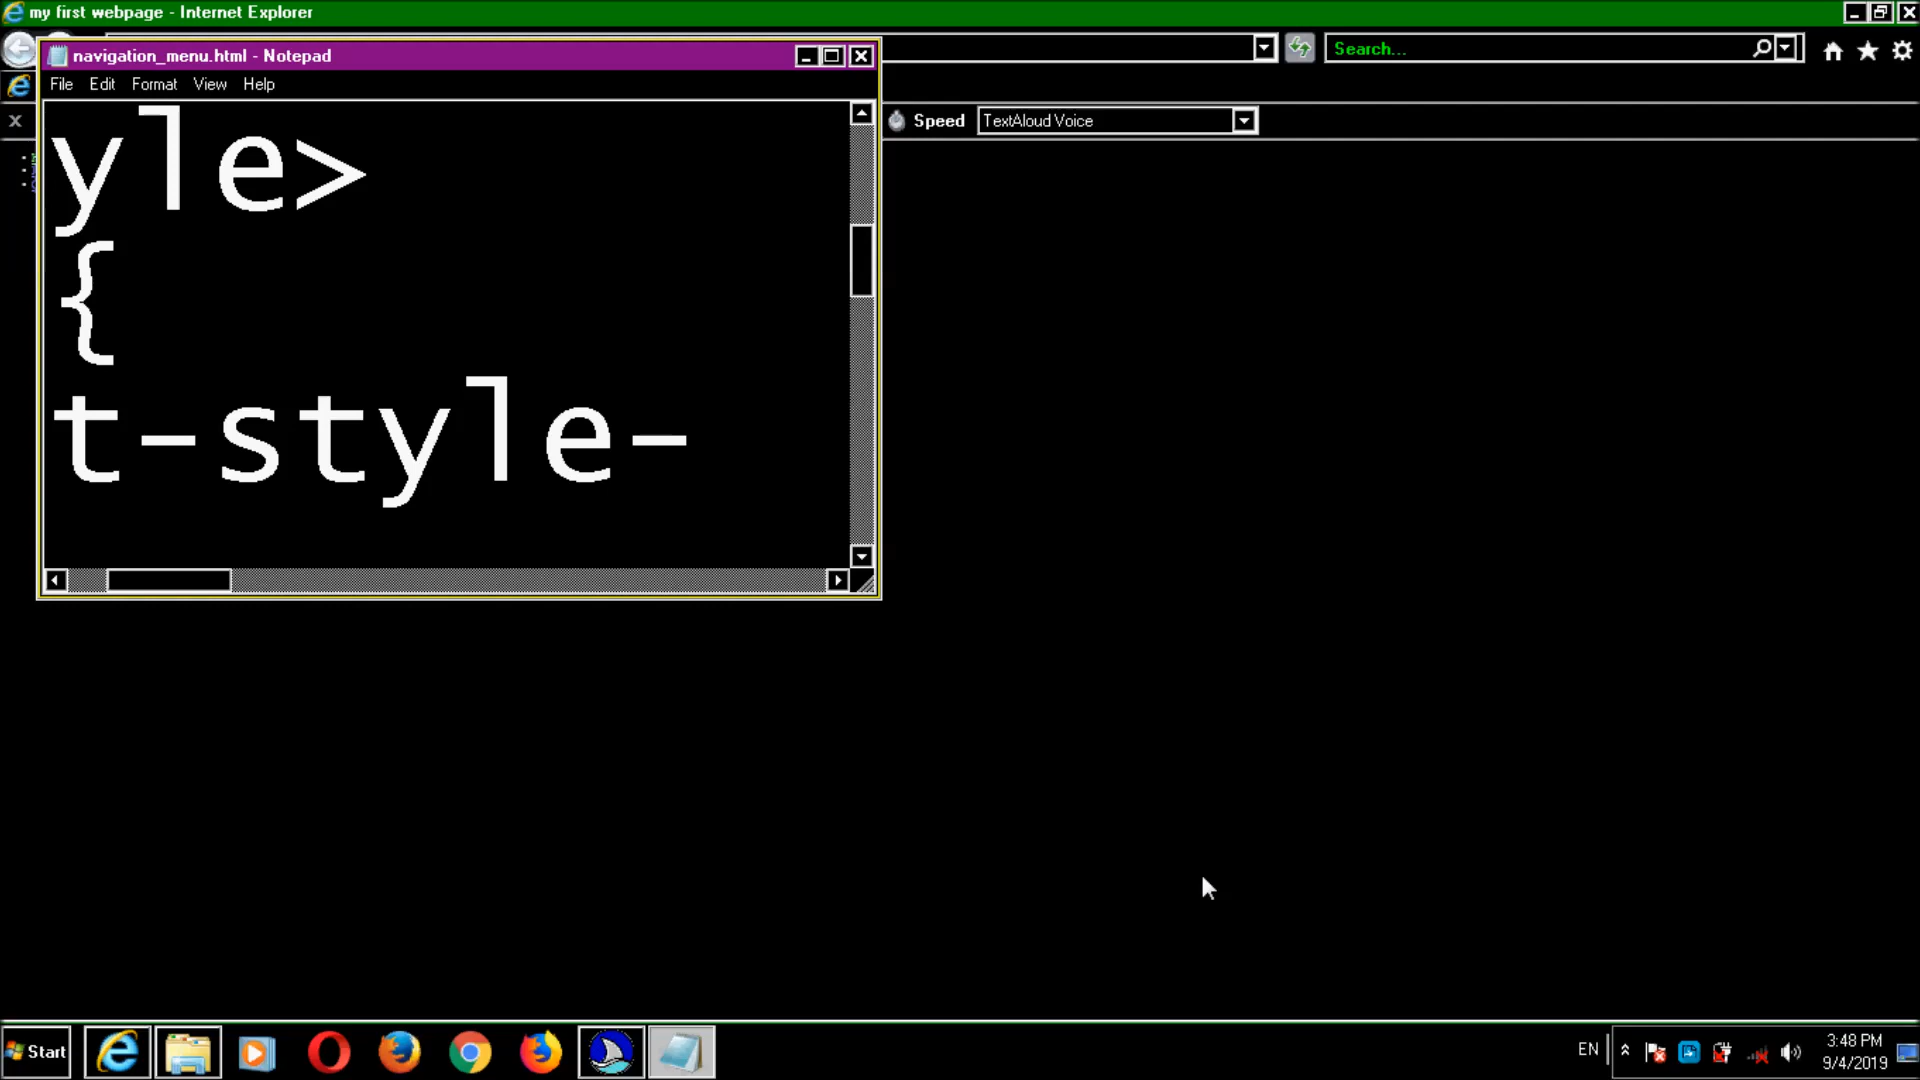 my first webpage - Internet Explorer
Search...
navigation_menu.html - Notepad
File Edit Format View Help
x
Speed TextAloud Voice
yle>
{
t-style-
Start
EN
3:48 PM
9/4/2019